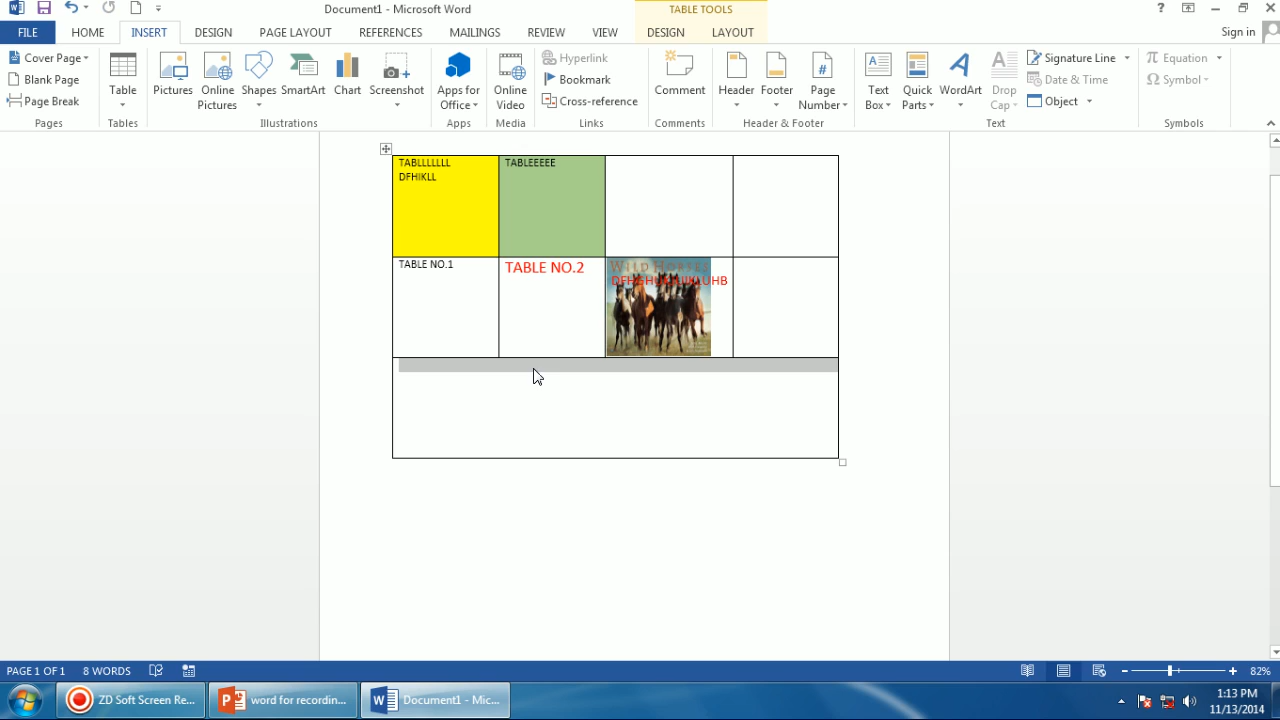 Document1 - Microsoft Word
TABLE TOOLS
?
FILE
HOME
INSERT
DESIGN
PAGE LAYOUT
REFERENCES
MAILINGS
REVIEW
VIEW
DESIGN
LAYOUT
Sign in
Cover Page
Blank Page
Page Break
Pages
Table
Tables
Pictures
Online
Pictures
Shapes
SmartArt
Chart
Screenshot
Illustrations
Apps for
Office
Apps
Online
Video
Media
Hyperlink
Bookmark
Cross-reference
Links
Comment
Comments
Header
Footer
Page
Number
Header & Footer
Text
Box
Quick
Parts
WordArt
Drop
Cap
Signature Line
Date & Time
Object
Text
Equation
Symbol
Symbols
TABLLLLLLL
DFHIKLL
TABLEEEEE
TABLE NO.1
TABLE NO.2
WILD HORSES
PAGE 1 OF 1
8 WORDS
82%
ZD Soft Screen Re...
word for recordin...
Document1 - Mic...
1:13 PM
11/13/2014